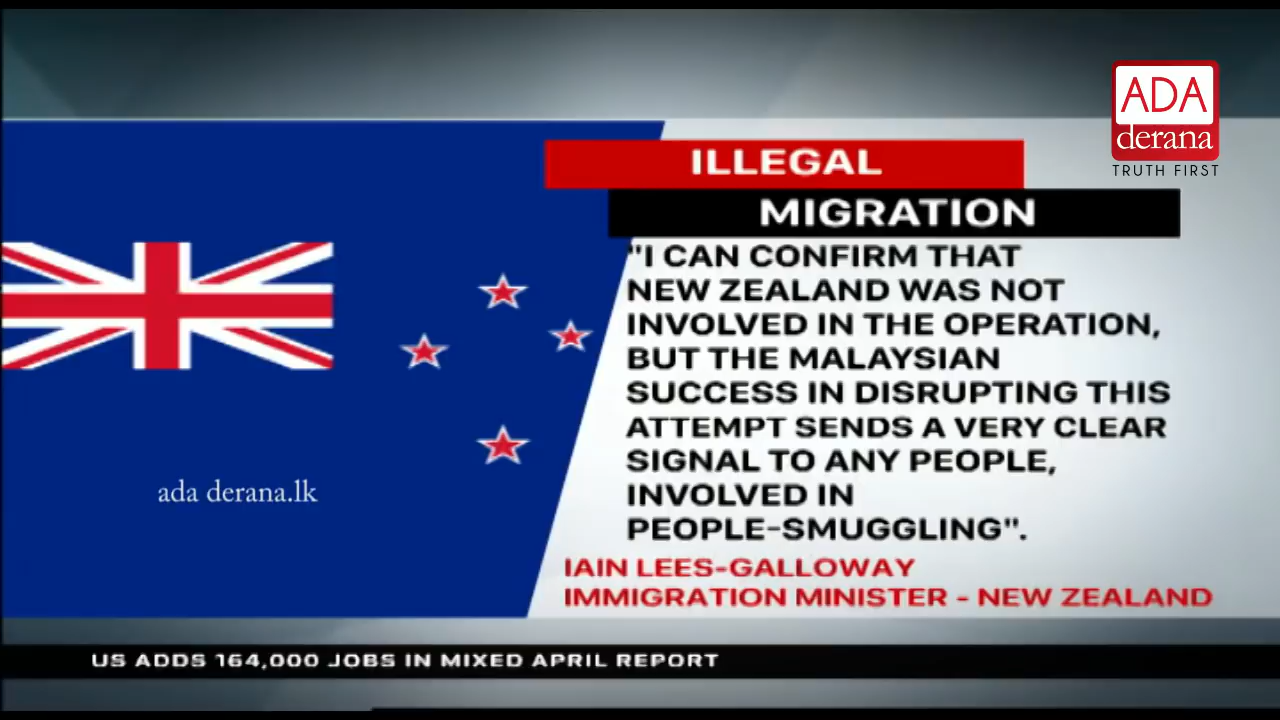 ADA
derana
TRUTH FIRST
ILLEGAL
MIGRATION
"I CAN CONFIRM THAT
NEW ZEALAND WAS NOT
INVOLVED IN THE OPERATION,
BUT THE MALAYSIAN
SUCCESS IN DISRUPTING THIS
ATTEMPT SENDS A VERY CLEAR
SIGNAL TO ANY PEOPLE,
INVOLVED IN
PEOPLE-SMUGGLING".
IAIN LEES-GALLOWAY
IMMIGRATION MINISTER - NEW ZEALAND
ada derana.lk
US ADDS 164,000 JOBS IN MIXED APRIL REPORT